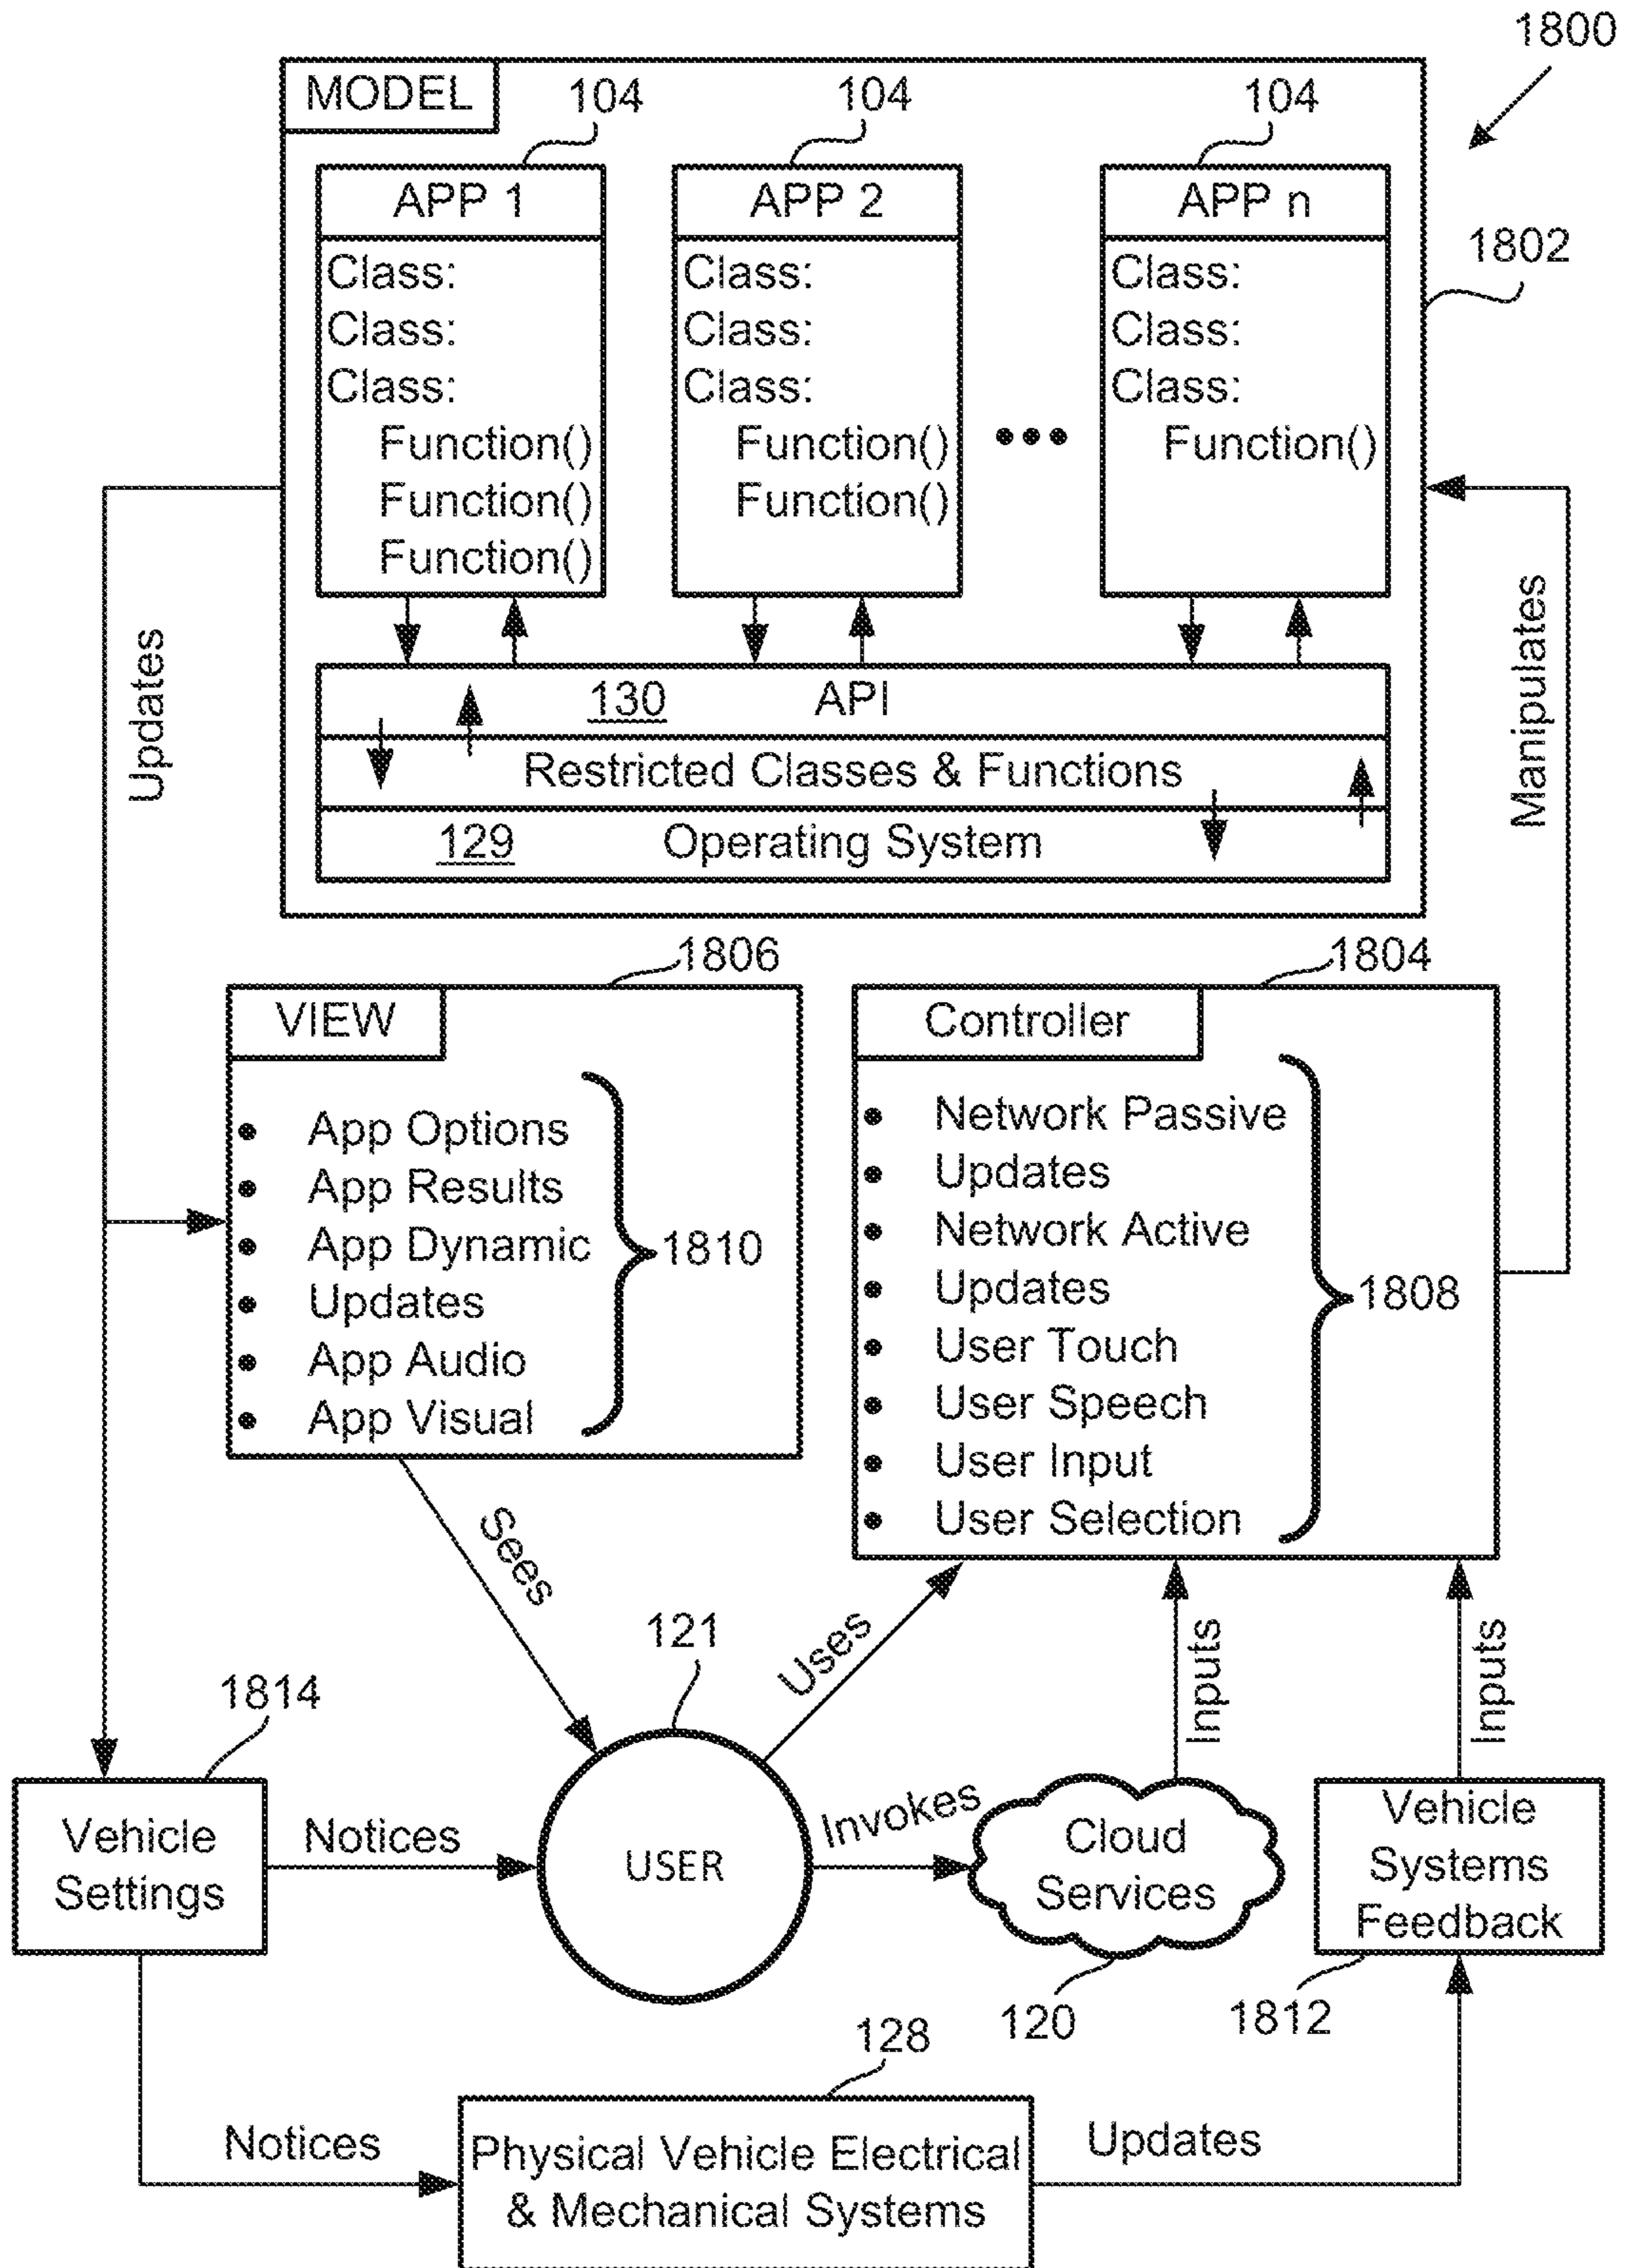 1800
MODEL
104
104
104
APP 1
APP 2
APP n
1802
Class:
Class:
Class:
Function()
Function()
Function()
Class:
Class:
Class:
Function()
Function()
Class:
Class:
Class:
Function()
•••
130 API
Restricted Classes & Functions
129 Operating System
Updates
Manipulates
1806
VIEW
• App Options
• App Results
• App Dynamic
• Updates
• App Audio
• App Visual
1810
1804
Controller
• Network Passive
• Updates
• Network Active
• Updates
• User Touch
• User Speech
• User Input
• User Selection
1808
Sees
Uses
Inputs
Inputs
121
1814
Vehicle
Settings
Notices
USER
Invokes
Cloud
Services
Vehicle
Systems
Feedback
120
1812
128
Notices
Physical Vehicle Electrical
& Mechanical Systems
Updates